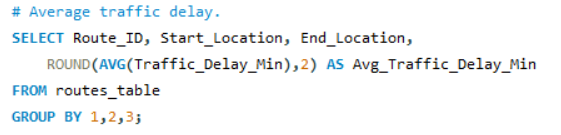 # Average traffic delay.
SELECT Route_ID, Start_Location, End_Location,
ROUND(AVG(Traffic_Delay_Min),2) AS Avg_Traffic_Delay_Min
FROM routes_table
GROUP BY 1,2,3;